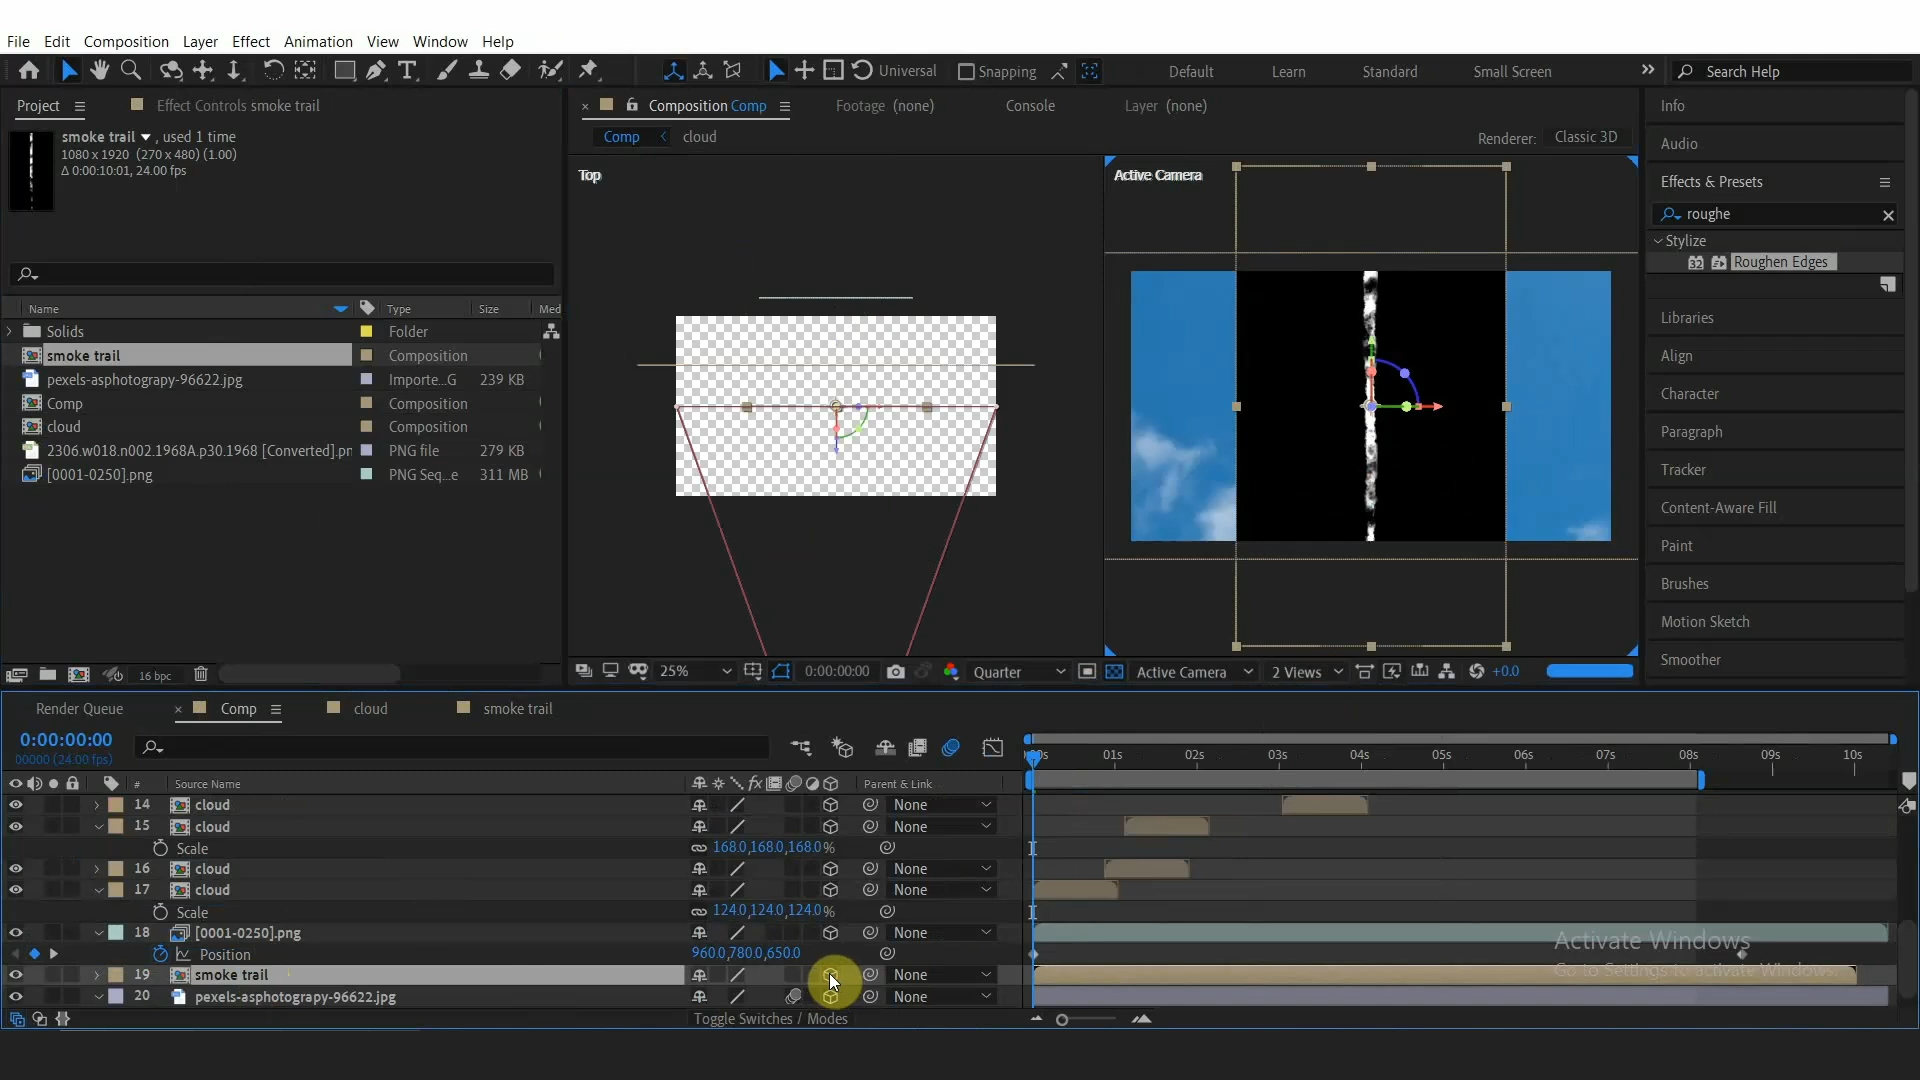 File Edit Composition Layer Effect Animation View Window Help
Universal Snapping Default Learn Standard Small Screen Search Help
Project Effect Controls smoke trail
smoke trail , used 1 time
1080 x 1920 (270 x 480) (1.00)
Δ 0:00:10:01, 24.00 fps
Name Type Size Med
Solids Folder
smoke trail Composition
pexels-asphotograpy-96622.jpg Importe...G 239 KB
Comp Composition
cloud Composition
2306.w018.n002.1968A.p30.1968 [Converted].pn PNG file 279 KB
[0001-0250].png PNG Seq...e 311 MB
16 bpc
Composition Comp Footage (none) Console Layer (none)
Comp cloud Renderer: Classic 3D
Top Active Camera
25% 0:00:00:00 Quarter Active Camera 2 Views +0.0
Info
Audio
Effects & Presets
roughe
Stylize
32 Roughen Edges
Libraries
Align
Character
Paragraph
Tracker
Content-Aware Fill
Paint
Brushes
Motion Sketch
Smoother
Render Queue Comp cloud smoke trail
0:00:00:00
00000 (24.00 fps)
01s 02s 03s 04s 05s 06s 07s 08s 09s 10s
# Source Name fx Parent & Link
14 cloud None
15 cloud None
Scale 168.0,168.0,168.0%
16 cloud None
17 cloud None
Scale 124.0,124.0,124.0%
18 [0001-0250].png None
Position 960.0,780.0,650.0
19 smoke trail None
20 pexels-asphotograpy-96622.jpg None
Toggle Switches / Modes
Activate Windows
Go to Settings to activate Windows.